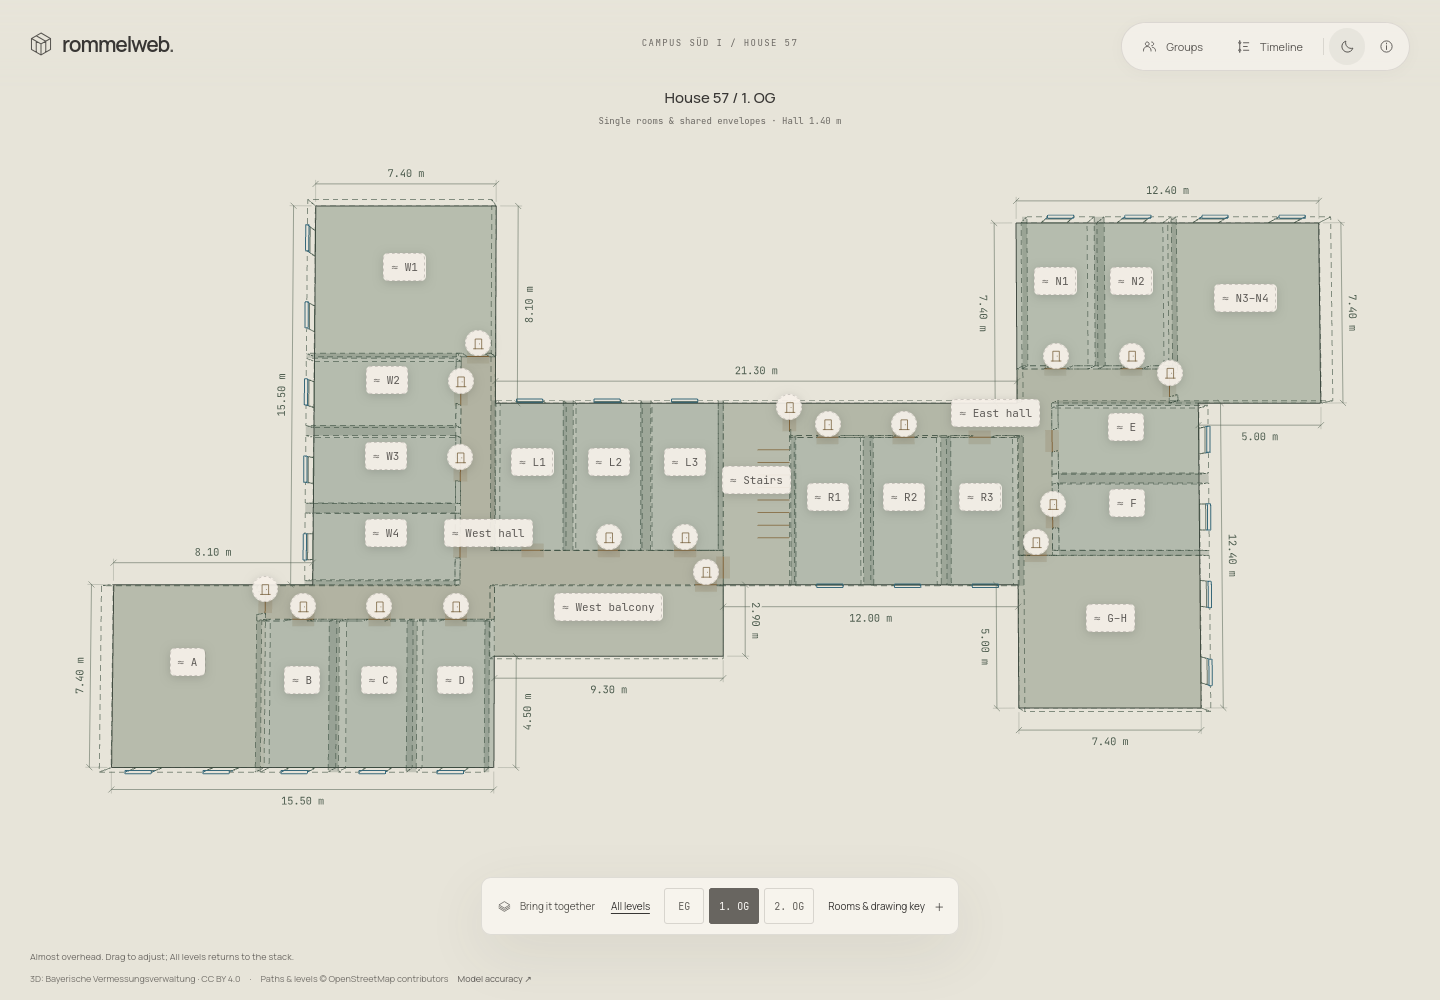 rommelweb.
CAMPUS SÜD I / HOUSE 57
Groups
Timeline
House 57 / 1. OG
Single rooms & shared envelopes · Hall 1.40 m
7.40 m
12.40 m
≈ W1
8.10 m
15.50 m
≈ N1
≈ N2
≈ N3–N4
7.40 m
7.40 m
≈ W2
21.30 m
≈ East hall
≈ E
5.00 m
≈ W3
≈ L1
≈ L2
≈ L3
≈ Stairs
≈ R1
≈ R2
≈ R3
≈ F
≈ W4
≈ West hall
8.10 m
12.40 m
≈ West balcony
2.90 m
12.00 m
≈ G–H
5.00 m
≈ A
7.40 m
≈ B
≈ C
≈ D
9.30 m
4.50 m
7.40 m
15.50 m
Bring it together
All levels
EG
1. OG
2. OG
Rooms & drawing key +
Almost overhead. Drag to adjust; All levels returns to the stack.
3D: Bayerische Vermessungsverwaltung · CC BY 4.0 · Paths & levels © OpenStreetMap contributors Model accuracy ↗